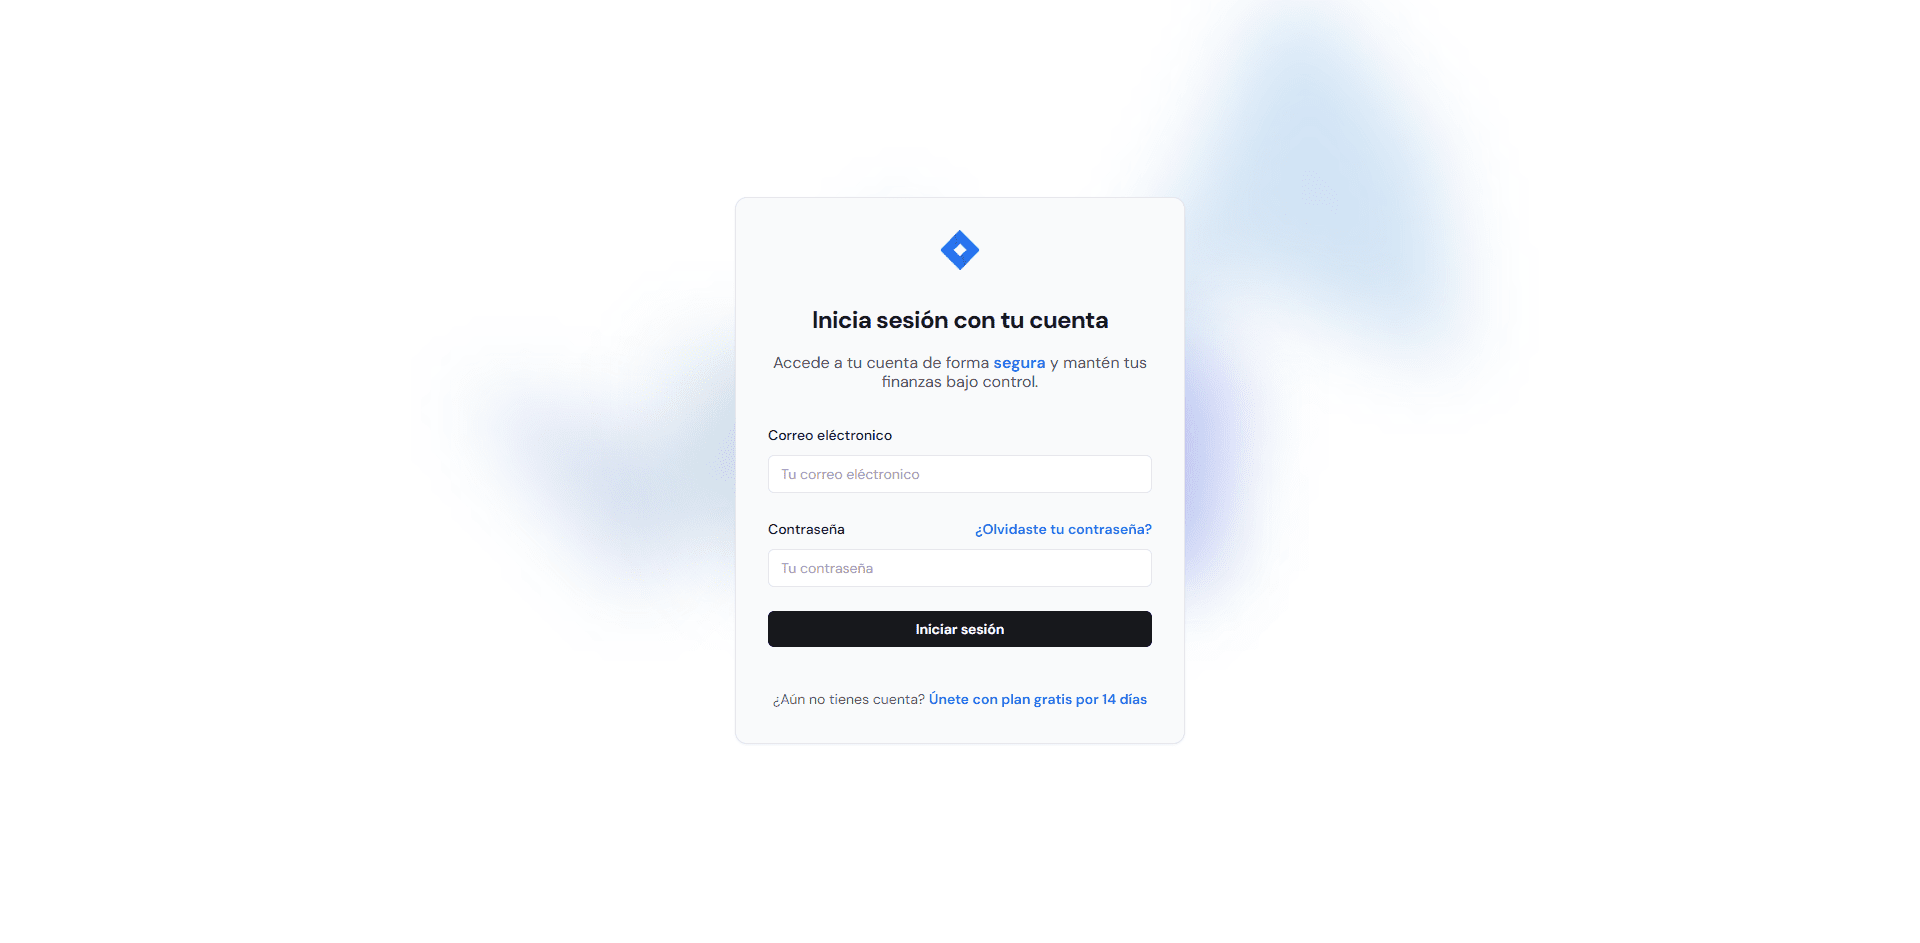 Inicia sesión con tu cuenta
Accede a tu cuenta de forma segura y mantén tus
finanzas bajo control.
Correo eléctronico
Tu correo eléctronico
Contraseña ¿Olvidaste tu contraseña?
Tu contraseña
Iniciar sesión
¿Aún no tienes cuenta? Únete con plan gratis por 14 días